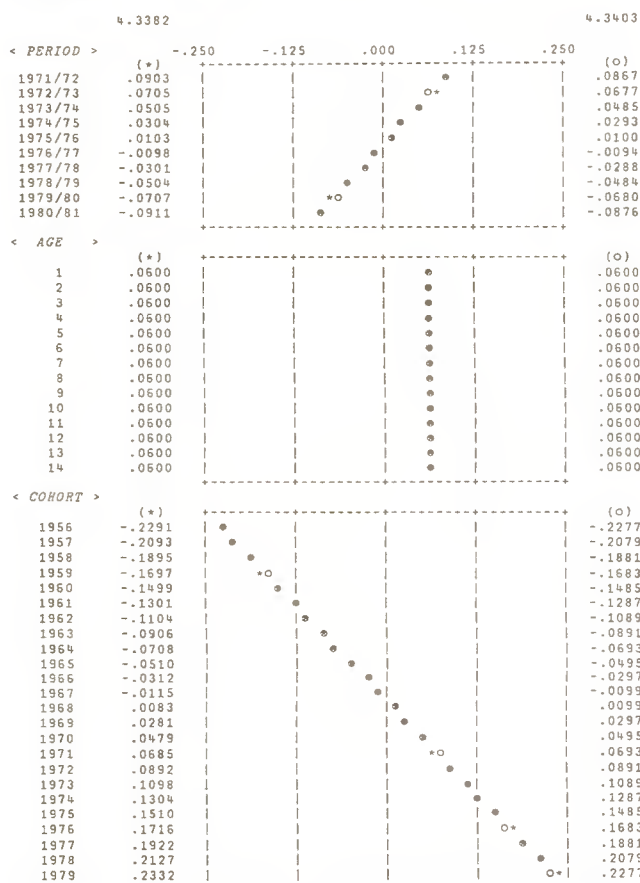 4.3382 4.3403
< PERIOD > -.250 -.125 .000 .125 .250
(*) (o)
1971/72 .0903 .0867
1972/73 .0705 .0677
1973/74 .0505 .0485
1974/75 .0304 .0293
1975/76 .0103 .0100
1976/77 -.0098 -.0094
1977/78 -.0301 -.0288
1978/79 -.0504 -.0484
1979/80 -.0707 -.0680
1980/81 -.0911 -.0876
< AGE >
(*) (o)
1 .0600 .0600
2 .0600 .0600
3 .0600 .0600
4 .0600 .0600
5 .0600 .0600
6 .0600 .0600
7 .0600 .0600
8 .0600 .0600
9 .0600 .0600
10 .0600 .0600
11 .0600 .0600
12 .0600 .0600
13 .0600 .0600
14 .0600 .0600
< COHORT >
(*) (o)
1956 -.2291 -.2277
1957 -.2093 -.2079
1958 -.1895 -.1881
1959 -.1697 -.1683
1960 -.1499 -.1485
1961 -.1301 -.1287
1962 -.1104 -.1089
1963 -.0906 -.0891
1964 -.0708 -.0693
1965 -.0510 -.0495
1966 -.0312 -.0297
1967 -.0115 -.0099
1968 .0083 .0099
1969 .0281 .0297
1970 .0479 .0495
1971 .0685 .0693
1972 .0892 .0891
1973 .1098 .1089
1974 .1304 .1287
1975 .1510 .1485
1976 .1716 .1683
1977 .1922 .1881
1978 .2127 .2079
1979 .2332 .2277